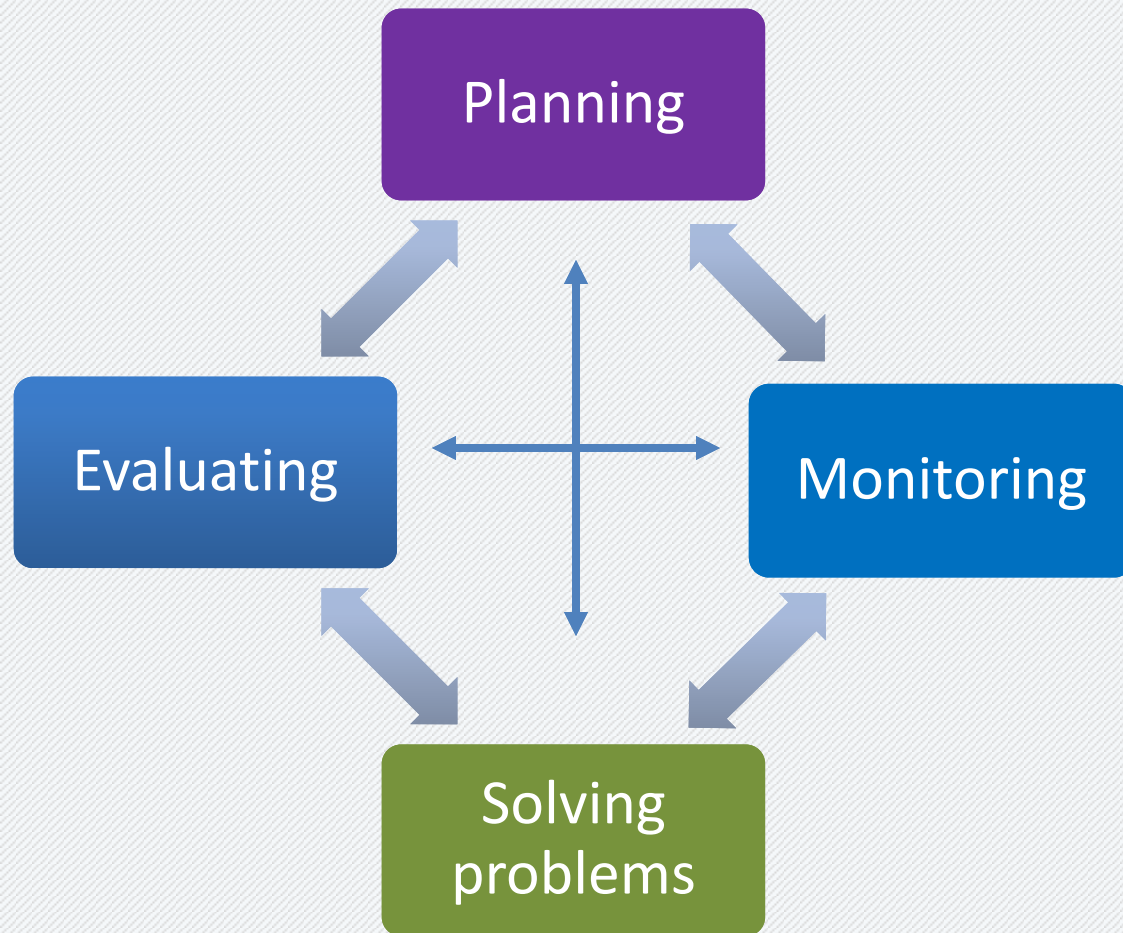 Planning
Evaluating
Monitoring
Solving
problems